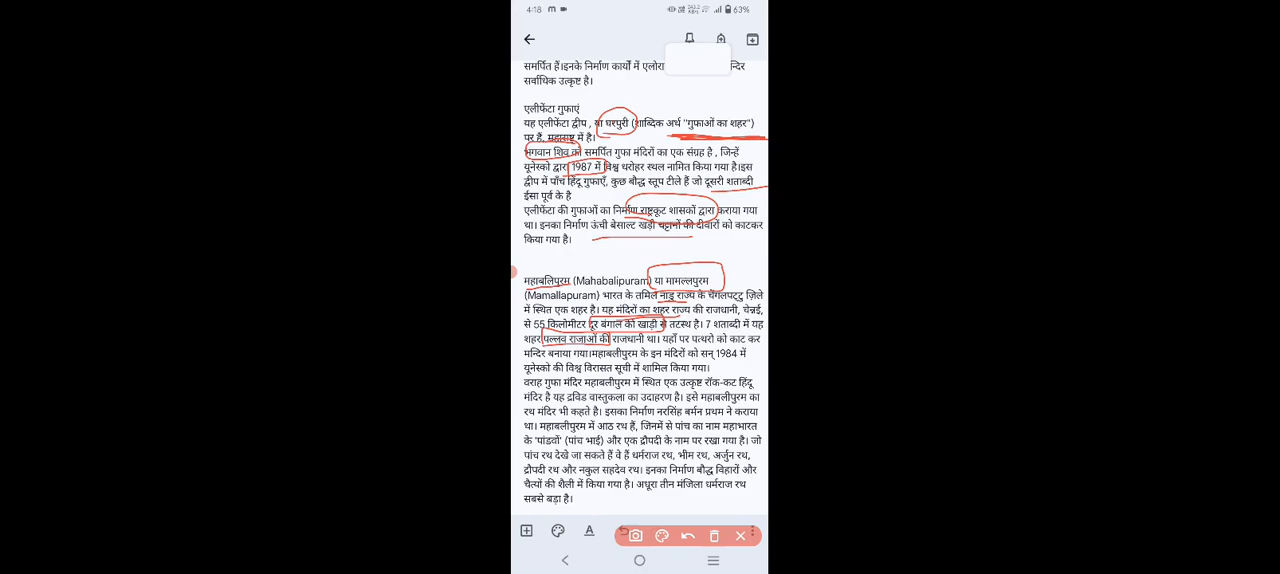 4:18 m 63%
समर्पित हैं।इनके निर्माण कार्यों में एलोरा न्दिर
सर्वाधिक उत्कृष्ट है।
एलीफेंटा गुफाएं
यह एलीफेंटा द्वीप , या घरपुरी (शाब्दिक अर्थ "गुफाओं का शहर")
पर हैं, महाराष्ट्र में है।
भगवान शिव को समर्पित गुफा मंदिरों का एक संग्रह है , जिन्हें
यूनेस्को द्वारा 1987 में विश्व धरोहर स्थल नामित किया गया है।इस
द्वीप में पाँच हिंदू गुफाएँ, कुछ बौद्ध स्तूप टीले हैं जो दूसरी शताब्दी
ईसा पूर्व के है
एलीफेंटा की गुफाओं का निर्माण राष्ट्रकूट शासकों द्वारा कराया गया
था। इनका निर्माण ऊंची बेसाल्ट खड़ी चट्टानों की दीवारों को काटकर
किया गया है।
महाबलिपुरम (Mahabalipuram) या मामल्लपुरम
(Mamallapuram) भारत के तमिल नाडु राज्य के चेंगलपट्टु ज़िले
में स्थित एक शहर है। यह मंदिरों का शहर राज्य की राजधानी, चेन्नई,
से 55 किलोमीटर दूर बंगाल की खाड़ी से तटस्थ है। 7 शताब्दी में यह
शहर पल्लव राजाओं की राजधानी था। यहाँ पर पत्थरो को काट कर
मन्दिर बनाया गया।महाबलीपुरम के इन मंदिरों को सन् 1984 में
यूनेस्को की विश्व विरासत सूची में शामिल किया गया।
वराह गुफा मंदिर महाबलीपुरम में स्थित एक उत्कृष्ट रॉक-कट हिंदू
मंदिर है यह द्रविड वास्तुकला का उदाहरण है। इसे महाबलीपुरम का
रथ मंदिर भी कहते है। इसका निर्माण नरसिंह बर्मन प्रथम ने कराया
था। महाबलीपुरम में आठ रथ हैं, जिनमें से पांच का नाम महाभारत
के 'पांडवों' (पांच भाई) और एक द्रौपदी के नाम पर रखा गया है। जो
पांच रथ देखे जा सकते हैं वे हैं धर्मराज रथ, भीम रथ, अर्जुन रथ,
द्रौपदी रथ और नकुल सहदेव रथ। इनका निर्माण बौद्ध विहारों और
चैत्यों की शैली में किया गया है। अधूरा तीन मंजिला धर्मराज रथ
सबसे बड़ा है।
A